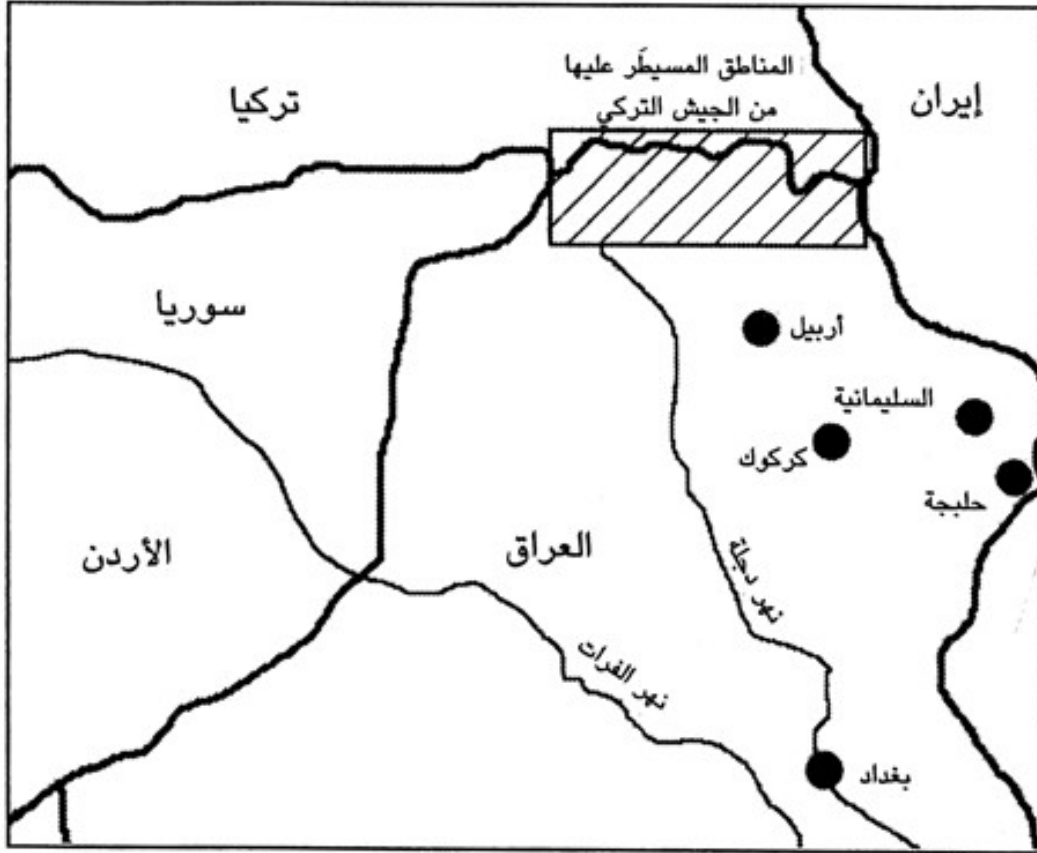 المناطق المسيطَر عليها
من الجيش التركي
إيران
تركيا
سوريا
أربيل
السليمانية
كركوك
حلبجة
العراق
الأردن
نهر دجلة
نهر الفرات
بغداد